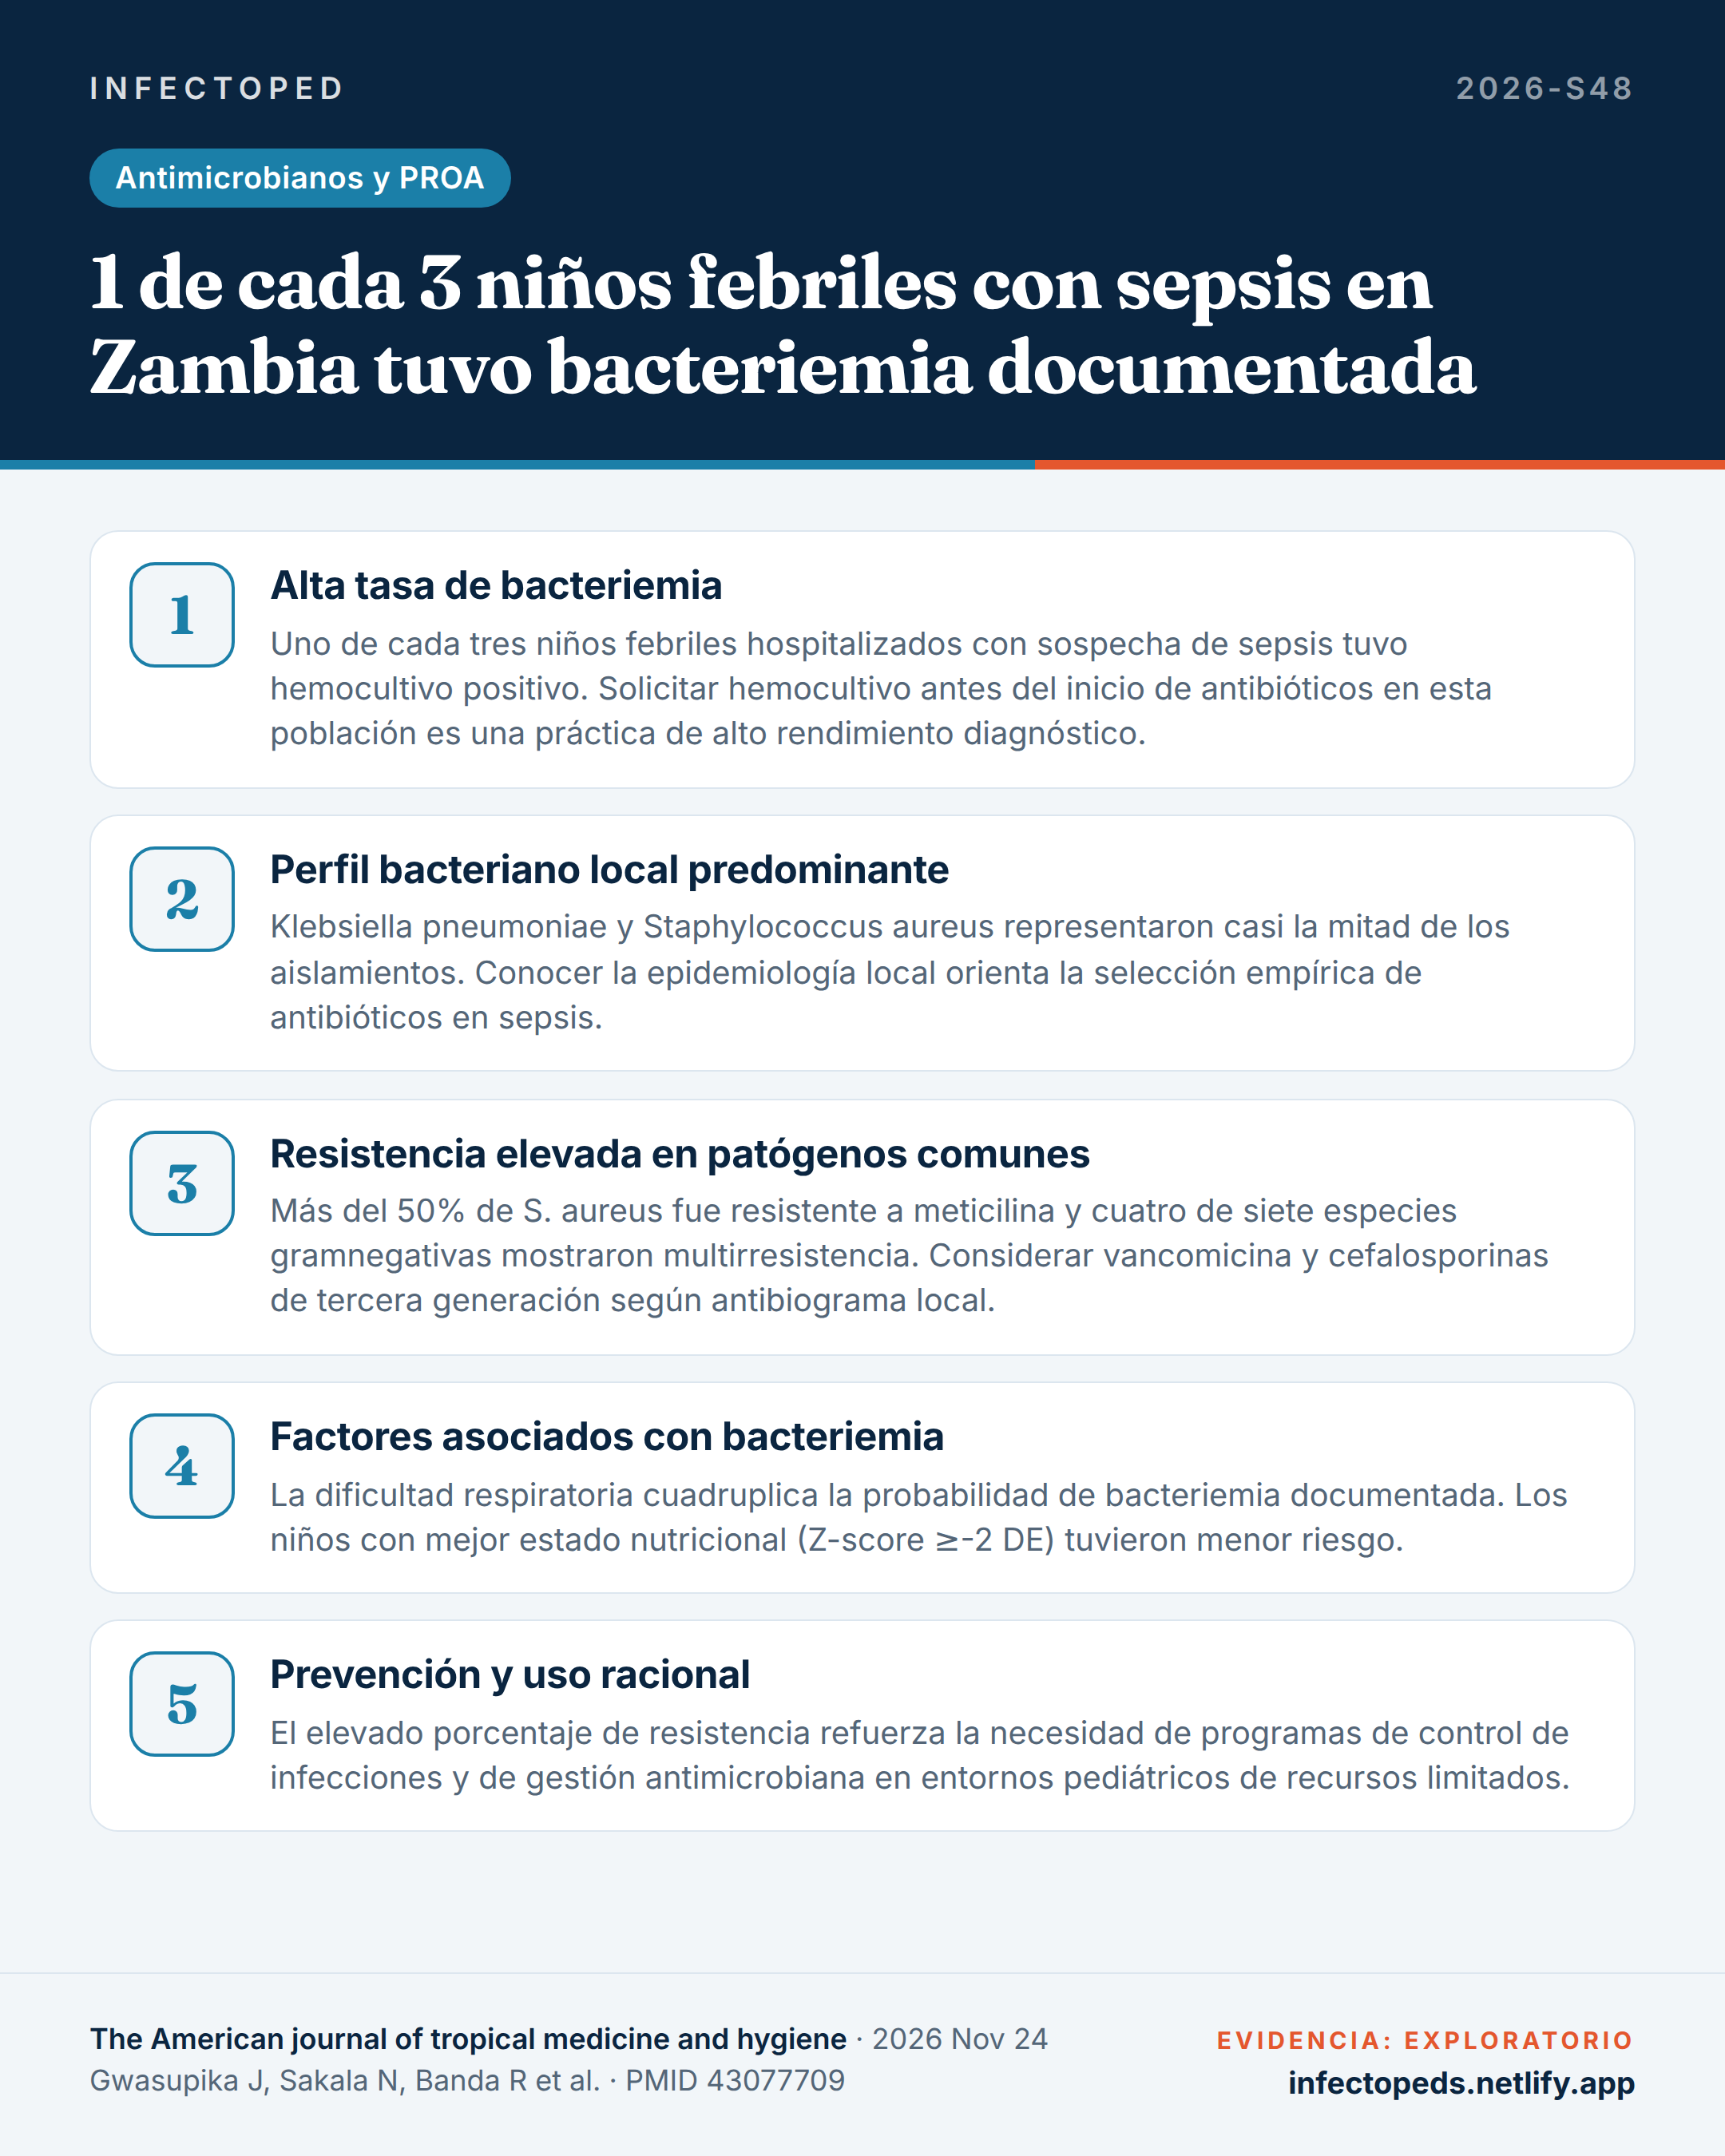 INFECTOPED
2026-S48
Antimicrobianos y PROA
1 de cada 3 niños febriles con sepsis en
Zambia tuvo bacteriemia documentada
1
Alta tasa de bacteriemia
Uno de cada tres niños febriles hospitalizados con sospecha de sepsis tuvo
hemocultivo positivo. Solicitar hemocultivo antes del inicio de antibióticos en esta
población es una práctica de alto rendimiento diagnóstico.
2
Perfil bacteriano local predominante
Klebsiella pneumoniae y Staphylococcus aureus representaron casi la mitad de los
aislamientos. Conocer la epidemiología local orienta la selección empírica de
antibióticos en sepsis.
3
Resistencia elevada en patógenos comunes
Más del 50% de S. aureus fue resistente a meticilina y cuatro de siete especies
gramnegativas mostraron multirresistencia. Considerar vancomicina y cefalosporinas
de tercera generación según antibiograma local.
4
Factores asociados con bacteriemia
La dificultad respiratoria cuadruplica la probabilidad de bacteriemia documentada. Los
niños con mejor estado nutricional (Z-score ≥-2 DE) tuvieron menor riesgo.
5
Prevención y uso racional
El elevado porcentaje de resistencia refuerza la necesidad de programas de control de
infecciones y de gestión antimicrobiana en entornos pediátricos de recursos limitados.
The American journal of tropical medicine and hygiene · 2026 Nov 24
Gwasupika J, Sakala N, Banda R et al. · PMID 43077709
EVIDENCIA: EXPLORATORIO
infectopeds.netlify.app